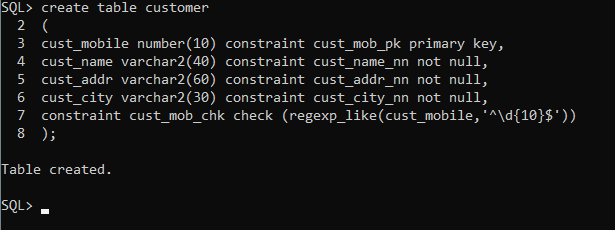 SQL> create table customer
2 (
3 cust_mobile number(10) constraint cust_mob_pk primary key,
4 cust_name varchar2(40) constraint cust_name_nn not null,
5 cust_addr varchar2(60) constraint cust_addr_nn not null,
6 cust_city varchar2(30) constraint cust_city_nn not null,
7 constraint cust_mob_chk check (regexp_like(cust_mobile,'^\d{10}$'))
8 );
Table created.
SQL>